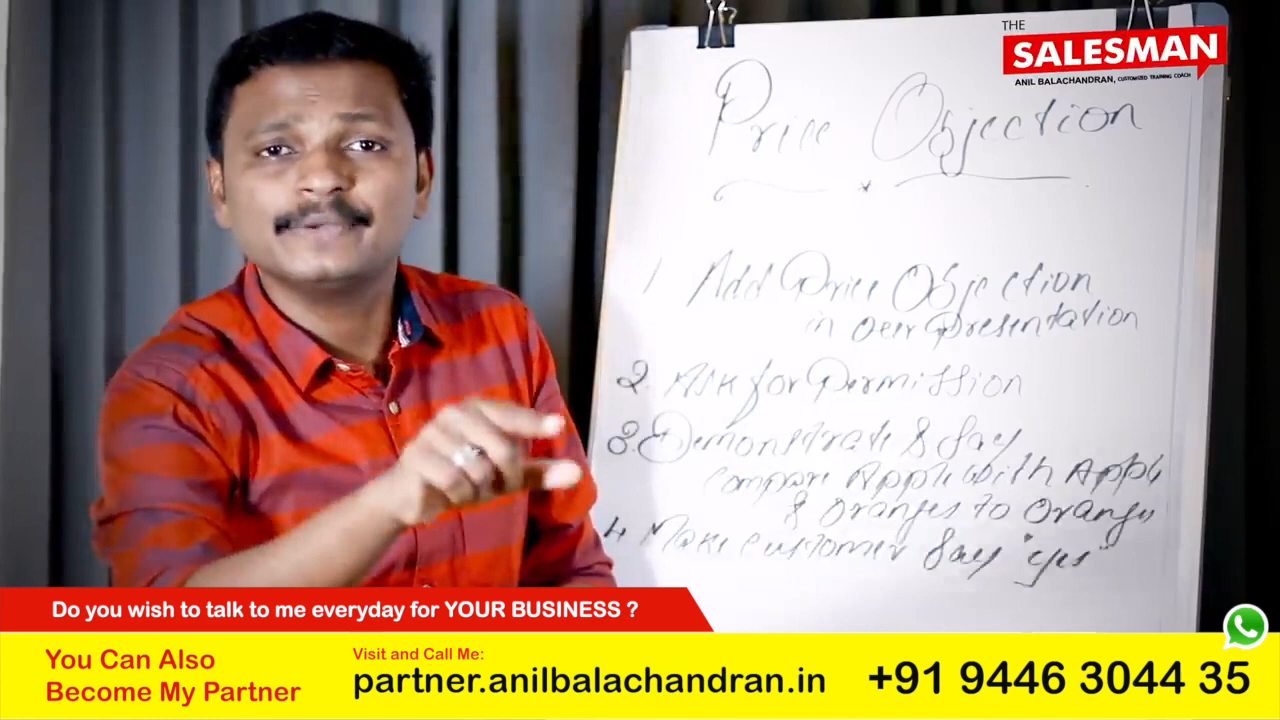 THE
SALESMAN
ANIL BALACHANDRAN, CUSTOMIZED TRAINING COACH
Price Objection
1 Add Price Objection
in our Presentation
2. Ask for Permission
3. Demonstrate & Say
Compare Apple with Apple
& Oranges to Oranges
4 Make Customer Say "yes"
Do you wish to talk to me everyday for YOUR BUSINESS ?
You Can Also
Become My Partner
Visit and Call Me:
partner.anilbalachandran.in
+91 9446 3044 35